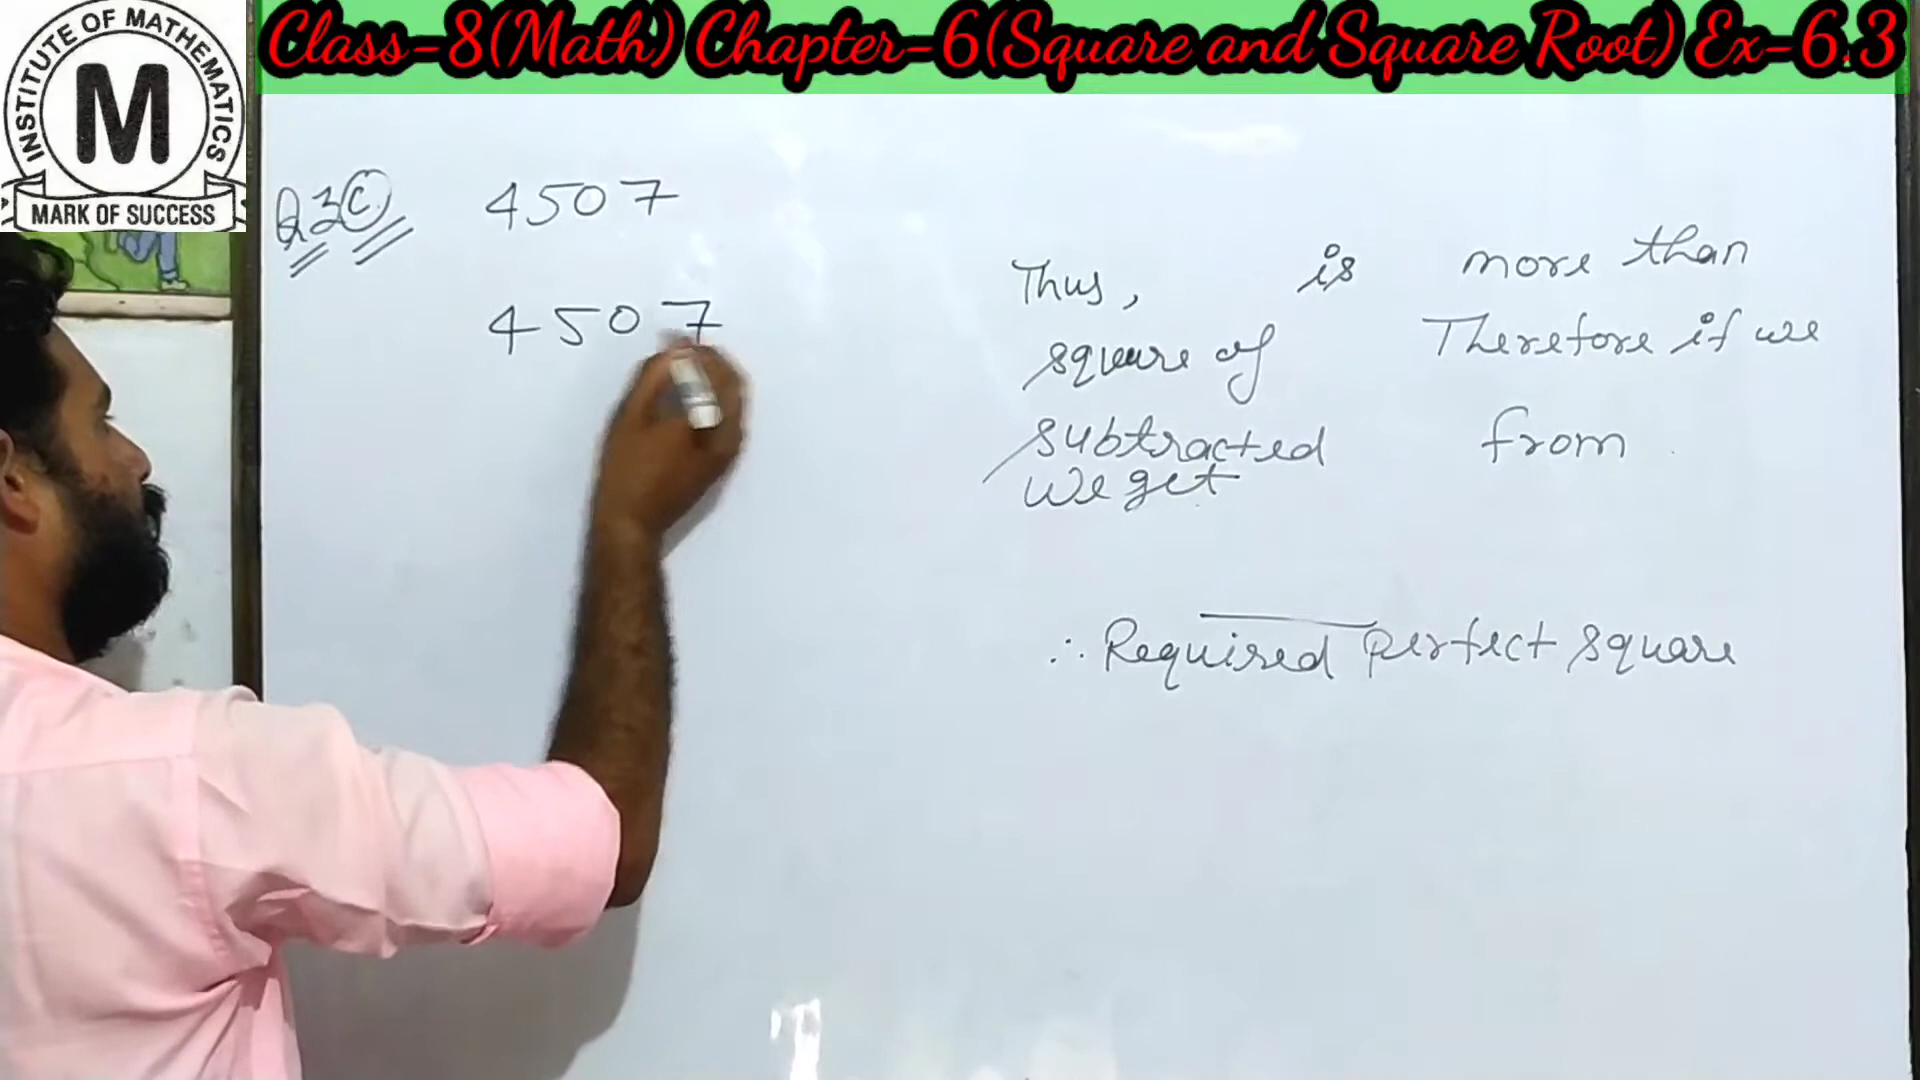 Class-8(Math) Chapter-6(Square and Square Root) Ex-6.3
INSTITUTE OF MATHEMATICS
M
MARK OF SUCCESS
Q3(C) 4507
4507
Thus, is more than
square of Therefore if we
subtracted from
we get
∴ Required perfect square